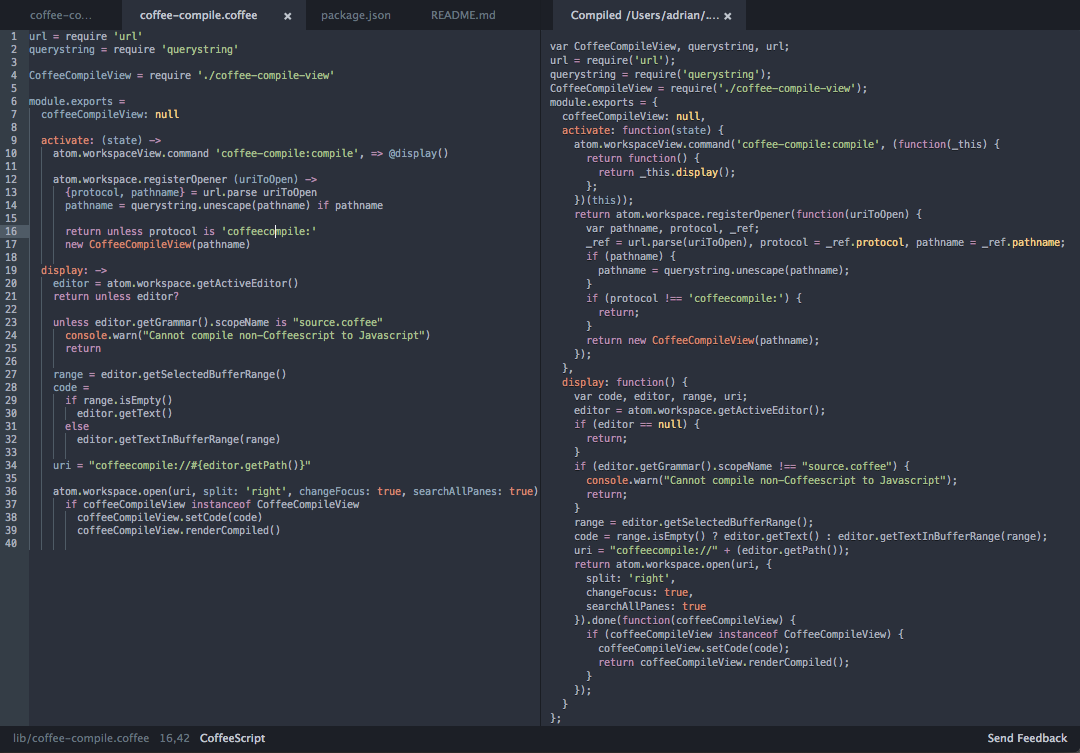 coffee-co...
coffee-compile.coffee ×
package.json
README.md
1 url = require 'url'
2 querystring = require 'querystring'
3
4 CoffeeCompileView = require './coffee-compile-view'
5
6 module.exports =
7 coffeeCompileView: null
8
9 activate: (state) ->
10 atom.workspaceView.command 'coffee-compile:compile', => @display()
11
12 atom.workspace.registerOpener (uriToOpen) ->
13 {protocol, pathname} = url.parse uriToOpen
14 pathname = querystring.unescape(pathname) if pathname
15
16 return unless protocol is 'coffeecompile:'
17 new CoffeeCompileView(pathname)
18
19 display: ->
20 editor = atom.workspace.getActiveEditor()
21 return unless editor?
22
23 unless editor.getGrammar().scopeName is "source.coffee"
24 console.warn("Cannot compile non-Coffeescript to Javascript")
25 return
26
27 range = editor.getSelectedBufferRange()
28 code =
29 if range.isEmpty()
30 editor.getText()
31 else
32 editor.getTextInBufferRange(range)
33
34 uri = "coffeecompile://#{editor.getPath()}"
35
36 atom.workspace.open(uri, split: 'right', changeFocus: true, searchAllPanes: true)
37 if coffeeCompileView instanceof CoffeeCompileView
38 coffeeCompileView.setCode(code)
39 coffeeCompileView.renderCompiled()
40
Compiled /Users/adrian/.... ×
var CoffeeCompileView, querystring, url;
url = require('url');
querystring = require('querystring');
CoffeeCompileView = require('./coffee-compile-view');
module.exports = {
coffeeCompileView: null,
activate: function(state) {
atom.workspaceView.command('coffee-compile:compile', (function(_this) {
return function() {
return _this.display();
};
})(this));
return atom.workspace.registerOpener(function(uriToOpen) {
var pathname, protocol, _ref;
_ref = url.parse(uriToOpen), protocol = _ref.protocol, pathname = _ref.pathname;
if (pathname) {
pathname = querystring.unescape(pathname);
}
if (protocol !== 'coffeecompile:') {
return;
}
return new CoffeeCompileView(pathname);
});
},
display: function() {
var code, editor, range, uri;
editor = atom.workspace.getActiveEditor();
if (editor == null) {
return;
}
if (editor.getGrammar().scopeName !== "source.coffee") {
console.warn("Cannot compile non-Coffeescript to Javascript");
return;
}
range = editor.getSelectedBufferRange();
code = range.isEmpty() ? editor.getText() : editor.getTextInBufferRange(range);
uri = "coffeecompile://" + (editor.getPath());
return atom.workspace.open(uri, {
split: 'right',
changeFocus: true,
searchAllPanes: true
}).done(function(coffeeCompileView) {
if (coffeeCompileView instanceof CoffeeCompileView) {
coffeeCompileView.setCode(code);
return coffeeCompileView.renderCompiled();
}
});
}
};
lib/coffee-compile.coffee 16,42 CoffeeScript
Send Feedback